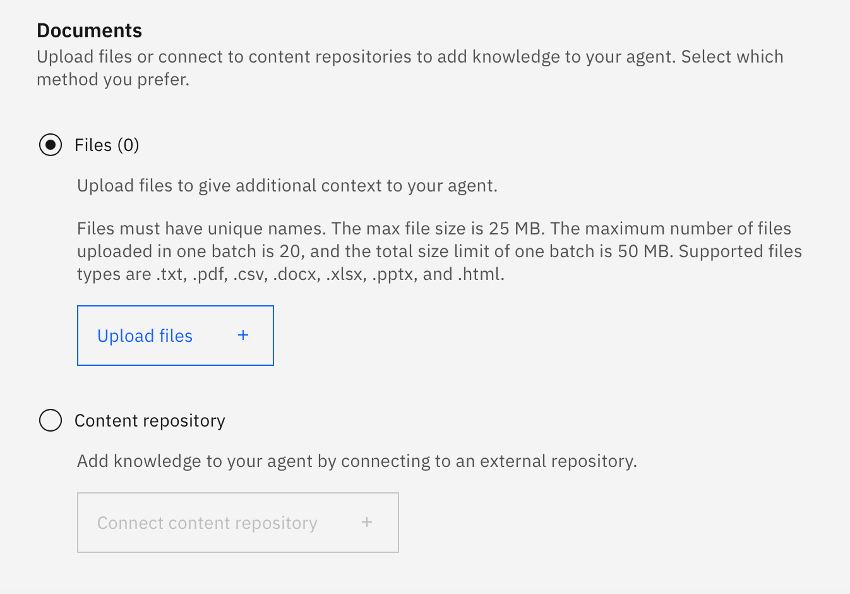 Documents
Upload files or connect to content repositories to add knowledge to your agent. Select which
method you prefer.
Files (0)
Upload files to give additional context to your agent.
Files must have unique names. The max file size is 25 MB. The maximum number of files
uploaded in one batch is 20, and the total size limit of one batch is 50 MB. Supported files
types are .txt, .pdf, .csv, .docx, .xlsx, .pptx, and .html.
Upload files +
Content repository
Add knowledge to your agent by connecting to an external repository.
Connect content repository +